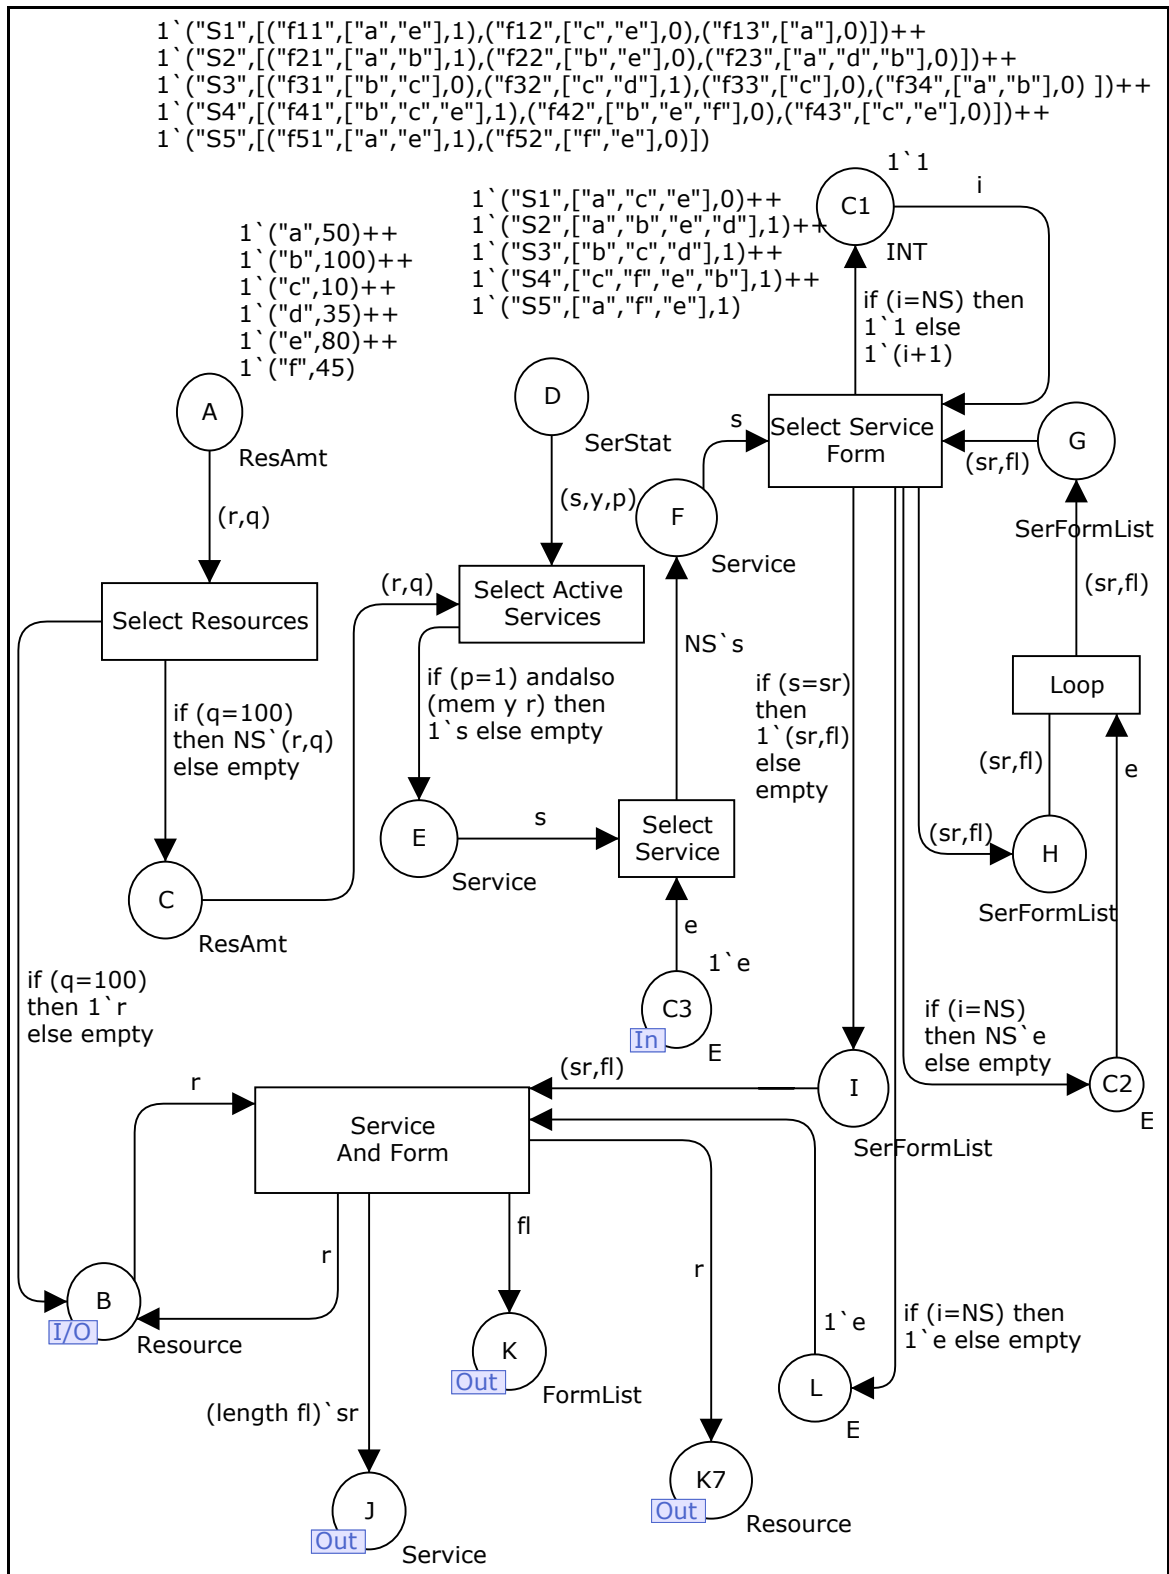 1`("S1",[("f11",["a","e"],1),("f12",["c","e"],0),("f13",["a"],0)])++
1`("S2",[("f21",["a","b"],1),("f22",["b","e"],0),("f23",["a","d","b"],0)])++
1`("S3",[("f31",["b","c"],0),("f32",["c","d"],1),("f33",["c"],0),("f34",["a","b"],0) ])++
1`("S4",[("f41",["b","c","e"],1),("f42",["b","e","f"],0),("f43",["c","e"],0)])++
1`("S5",[("f51",["a","e"],1),("f52",["f","e"],0)])
1`("a",50)++
1`("b",100)++
1`("c",10)++
1`("d",35)++
1`("e",80)++
1`("f",45)
A
ResAmt
(r,q)
1`("S1",["a","c","e"],0)++
1`("S2",["a","b","e","d"],1)++
1`("S3",["b","c","d"],1)++
1`("S4",["c","f","e","b"],1)++
1`("S5",["a","f","e"],1)
D
SerStat
(s,y,p)
1`1
C1
INT
i
if (i=NS) then
1`1 else
1`(i+1)
s
Select Service
Form
G
(sr,fl)
SerFormList
F
Service
(sr,fl)
Select Resources
(r,q)
Select Active
Services
NS`s
if (p=1) andalso
(mem y r) then
1`s else empty
if (s=sr)
then
1`(sr,fl)
else
empty
Loop
(sr,fl)
e
if (q=100)
then NS`(r,q)
else empty
E
Service
s
Select
Service
(sr,fl)
H
SerFormList
C
ResAmt
e
1`e
C3
In
E
if (q=100)
then 1`r
else empty
if (i=NS)
then NS`e
else empty
C2
E
r
Service
And Form
(sr,fl)
I
SerFormList
r
fl
r
B
I/O
Resource
K
Out
FormList
1`e
if (i=NS) then
1`e else empty
L
E
(length fl)`sr
J
Out
Service
K7
Out
Resource